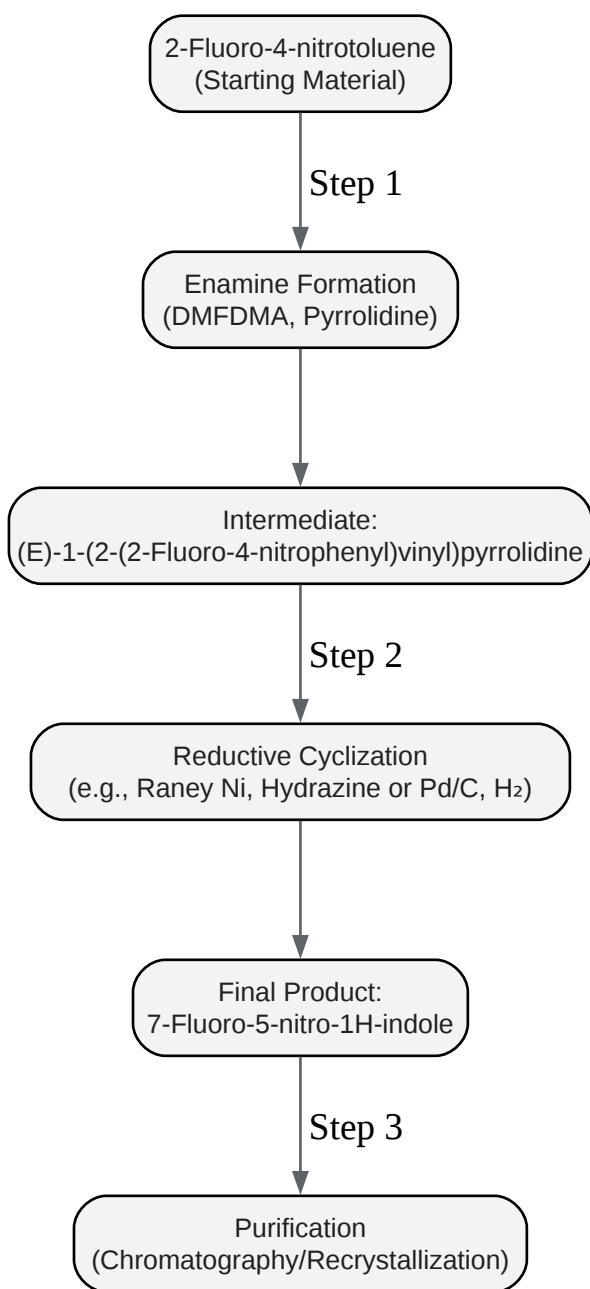 2-Fluoro-4-nitrotoluene
(Starting Material)
Step 1
Enamine Formation
(DMFDMA, Pyrrolidine)
Intermediate:
(E)-1-(2-(2-Fluoro-4-nitrophenyl)vinyl)pyrrolidine
Step 2
Reductive Cyclization
(e.g., Raney Ni, Hydrazine or Pd/C, H₂)
Final Product:
7-Fluoro-5-nitro-1H-indole
Step 3
Purification
(Chromatography/Recrystallization)